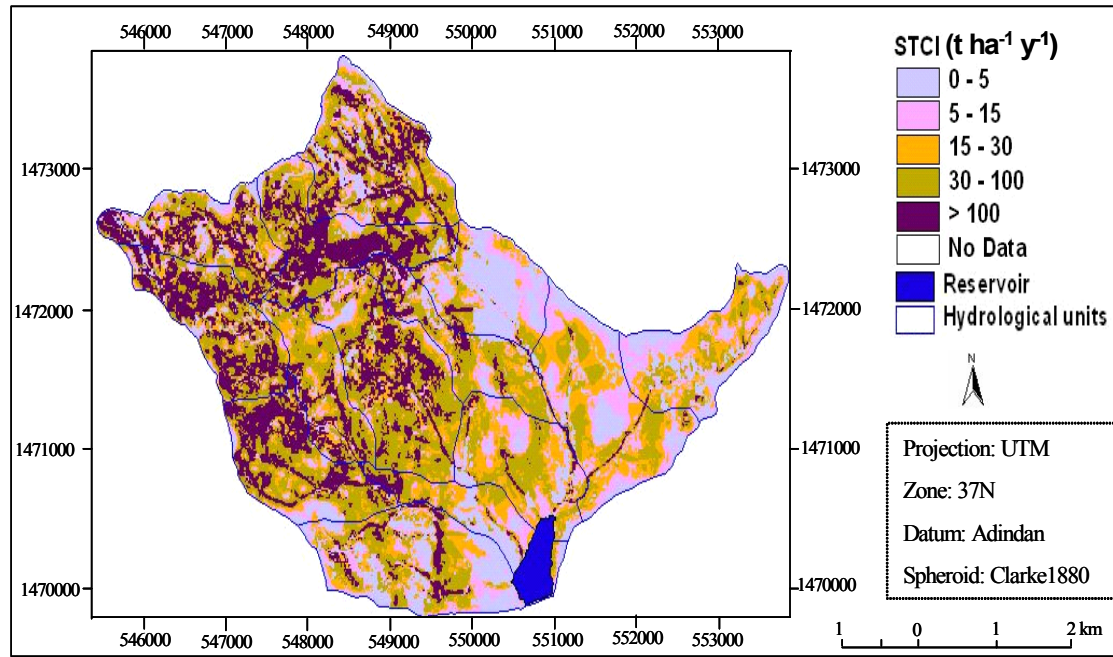 546000 547000 548000 549000 550000 551000 552000 553000
STCI (t ha⁻¹ y⁻¹)
0 - 5
5 - 15
15 - 30
30 - 100
> 100
No Data
Reservoir
Hydrological units
1473000 1473000
1472000 1472000
1471000 1471000
1470000 1470000
N
Projection: UTM
Zone: 37N
Datum: Adindan
Spheroid: Clarke1880
546000 547000 548000 549000 550000 551000 552000 553000
1 0 1 2 km